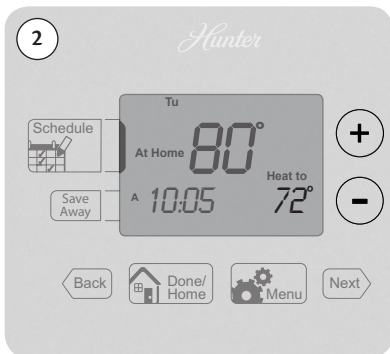 2
Hunter
Tu
Schedule
At Home 80°
Heat to
Save
Away
A 10:05 72°
+
-
Back
Done/
Home
Menu
Next